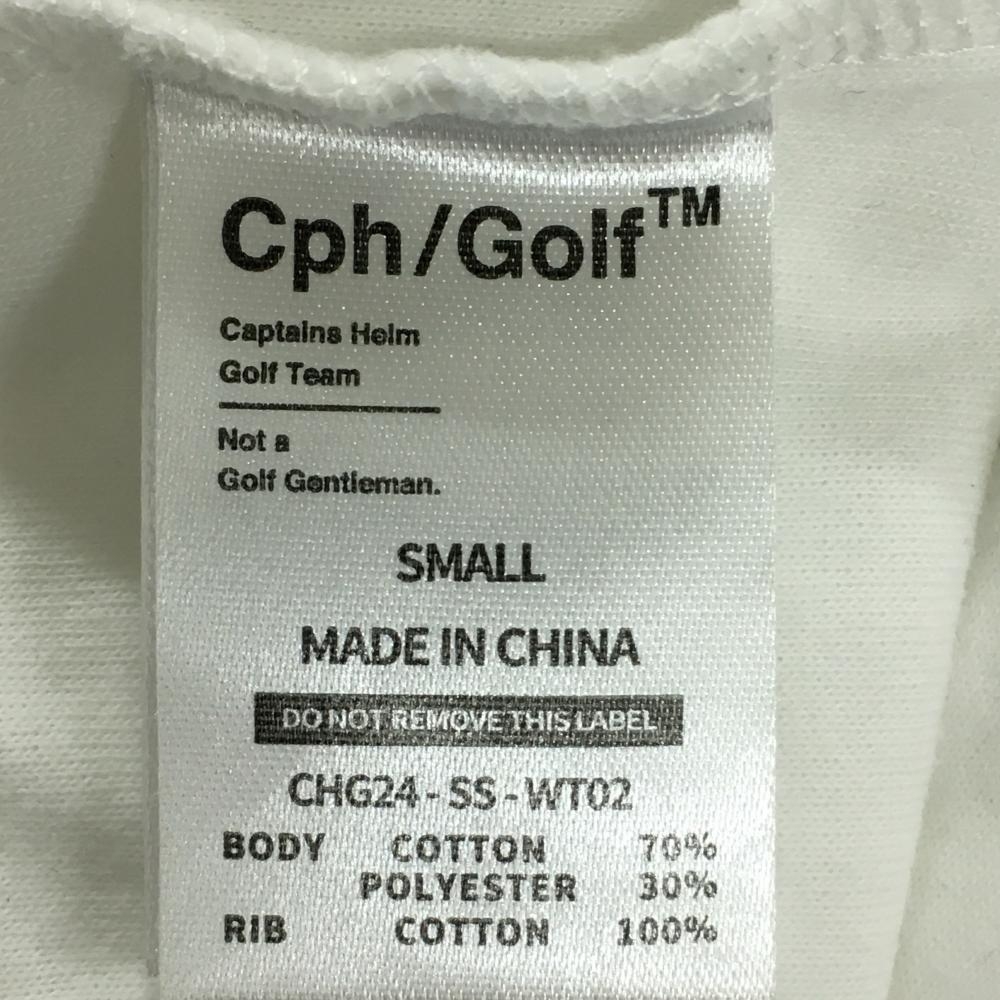 Cph/Golf™
Captains Helm
Golf Team
Not a
Golf Gentleman.
SMALL
MADE IN CHINA
DO NOT REMOVE THIS LABEL
CHG24-SS-WT02
BODY COTTON 70%
POLYESTER 30%
RIB COTTON 100%